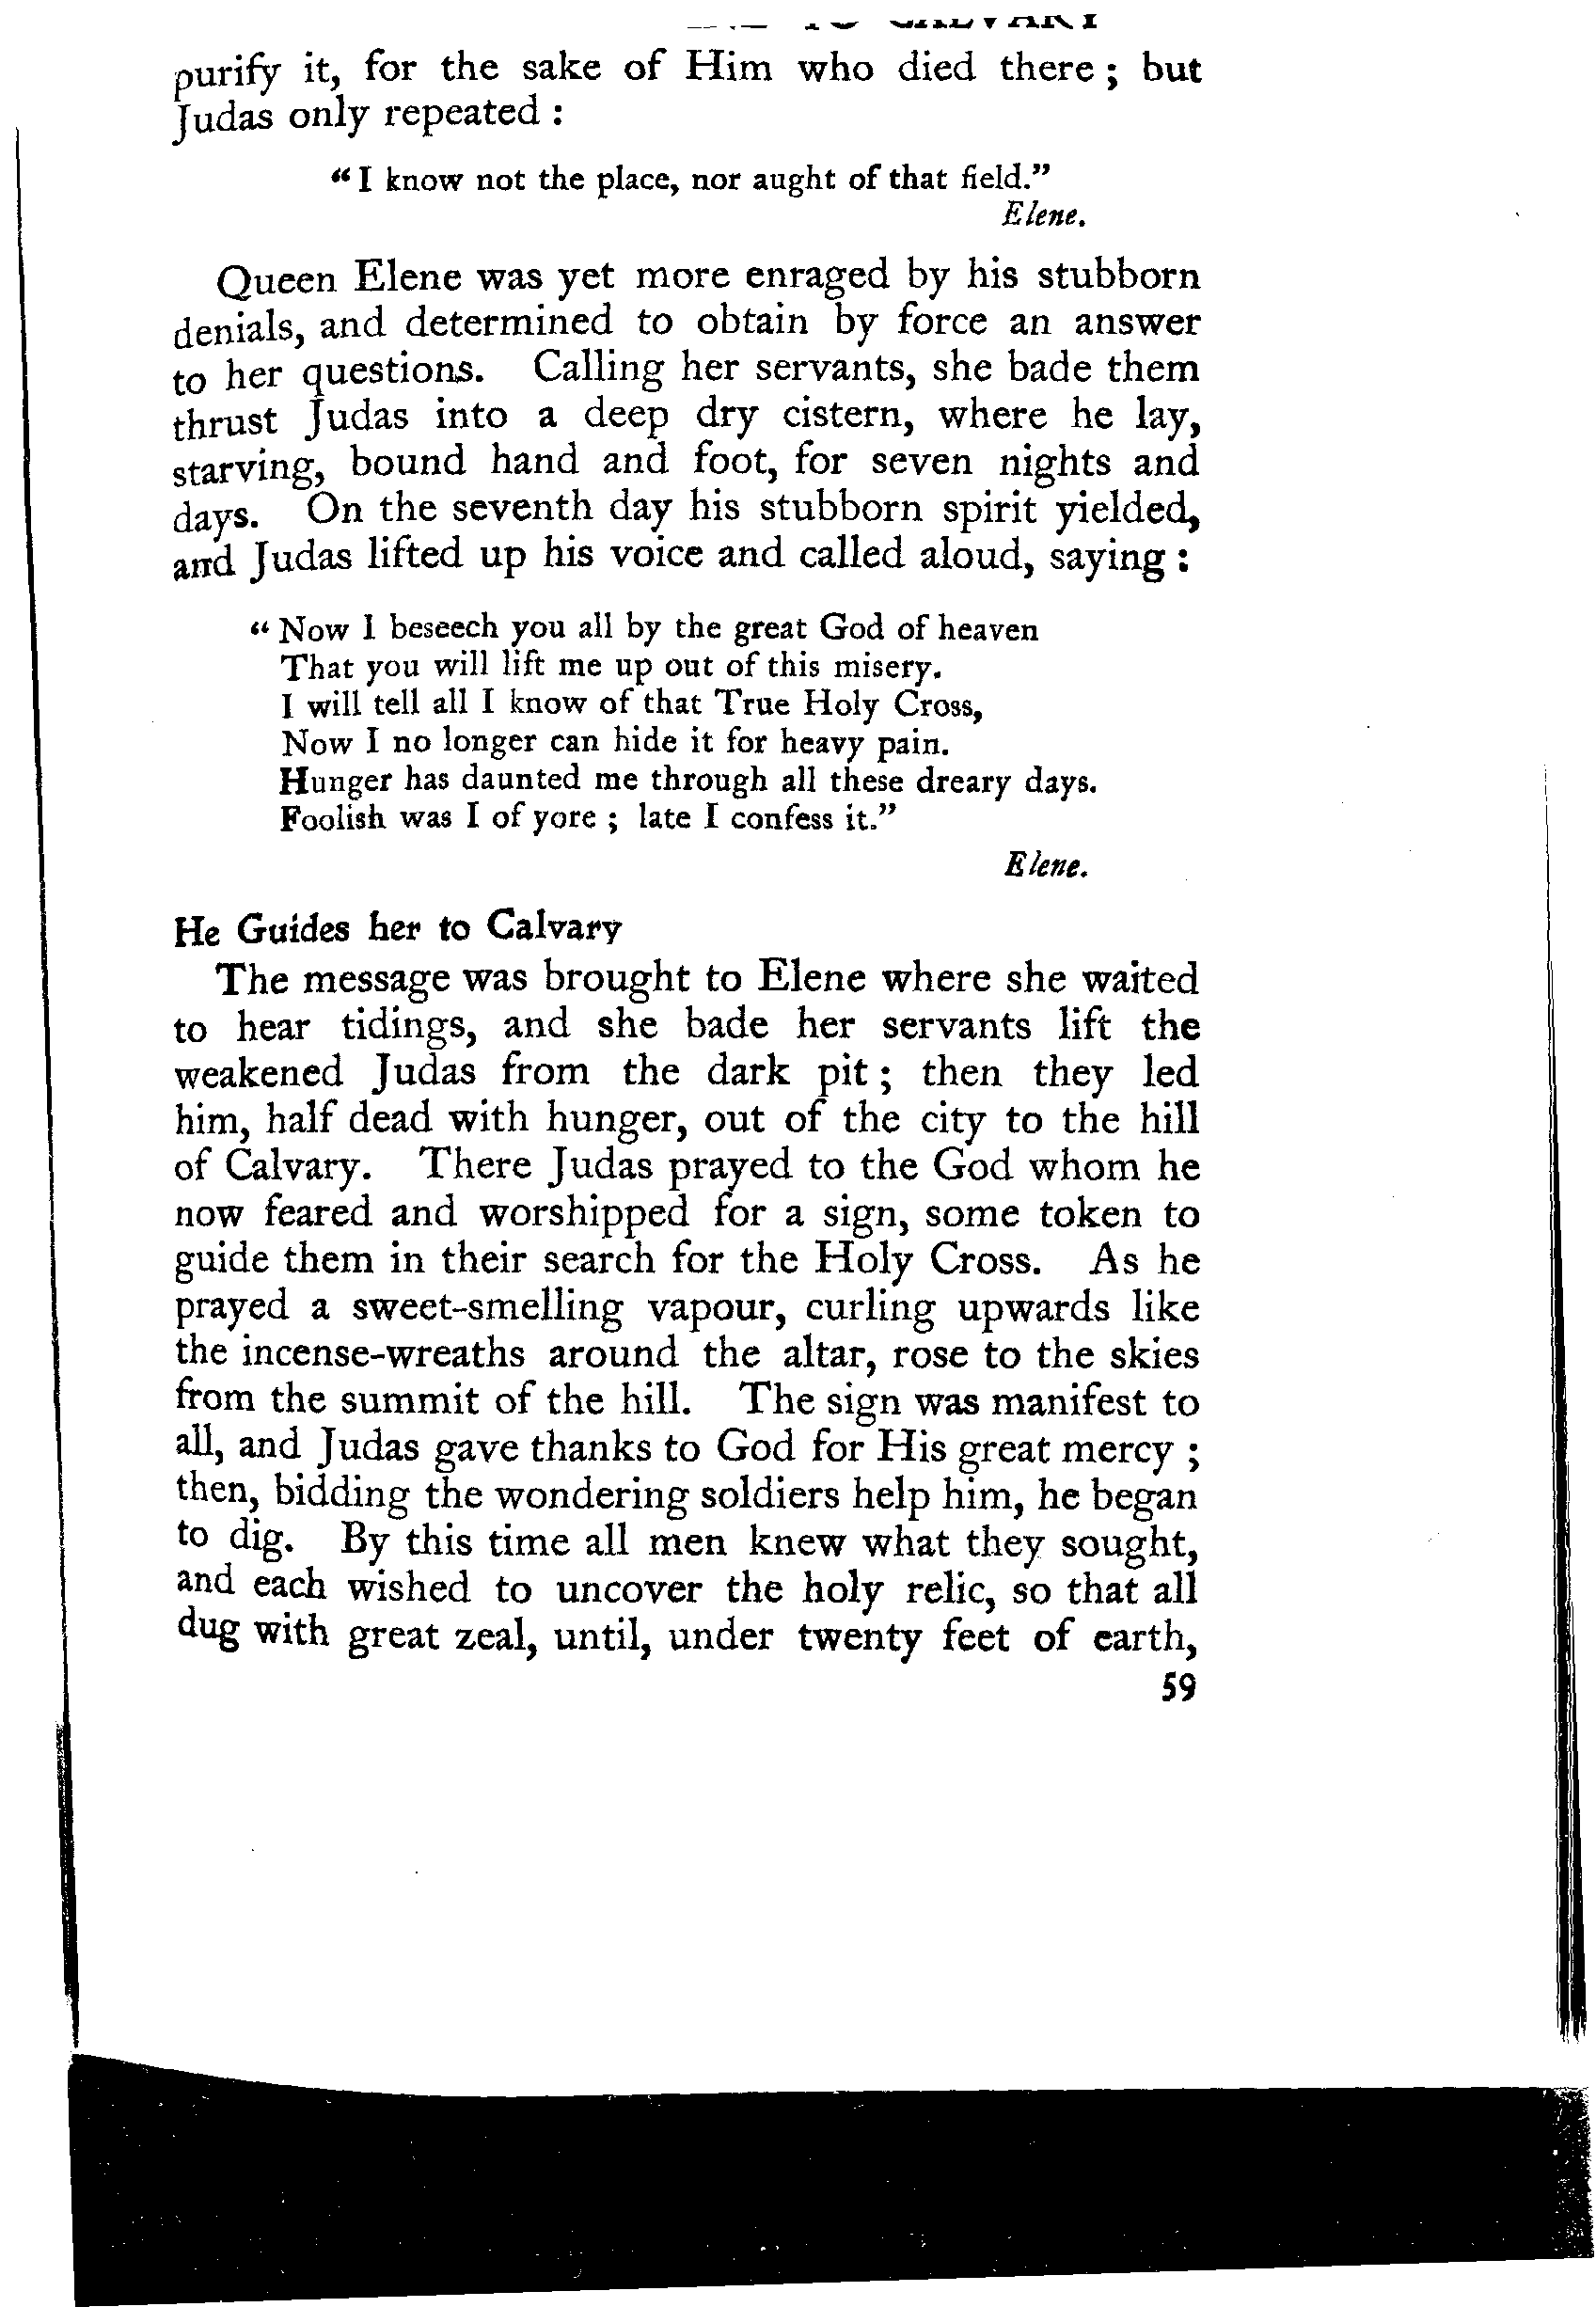 TO CALVARY
purify it, for the sake of Him who died there ; but
Judas only repeated :
“ I know not the place, nor aught of that field.”
Elene.
Queen Elene was yet more enraged by his stubborn
denials, and determined to obtain by force an answer
to her questions. Calling her servants, she bade them
thrust Judas into a deep dry cistern, where he lay,
starving, bound hand and foot, for seven nights and
days. On the seventh day his stubborn spirit yielded,
and Judas lifted up his voice and called aloud, saying :
“ Now I beseech you all by the great God of heaven
That you will lift me up out of this misery.
I will tell all I know of that True Holy Cross,
Now I no longer can hide it for heavy pain.
Hunger has daunted me through all these dreary days.
Foolish was I of yore ; late I confess it.”
Elene.
He Guides her to Calvary
The message was brought to Elene where she waited
to hear tidings, and she bade her servants lift the
weakened Judas from the dark pit ; then they led
him, half dead with hunger, out of the city to the hill
of Calvary. There Judas prayed to the God whom he
now feared and worshipped for a sign, some token to
guide them in their search for the Holy Cross. As he
prayed a sweet-smelling vapour, curling upwards like
the incense-wreaths around the altar, rose to the skies
from the summit of the hill. The sign was manifest to
all, and Judas gave thanks to God for His great mercy ;
then, bidding the wondering soldiers help him, he began
to dig. By this time all men knew what they sought,
and each wished to uncover the holy relic, so that all
dug with great zeal, until, under twenty feet of earth,
59